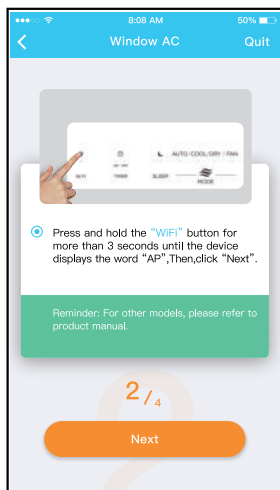 8:08 AM
50%
Window AC
Quit
AUTO / COOL / DRY / FAN
WIFI
TIMER
SLEEP
MODE
Press and hold the “WiFi” button for
more than 3 seconds until the device
displays the word “AP”,Then,click “Next”.
Reminder: For other models, please refer to
product manual.
2/4
Next